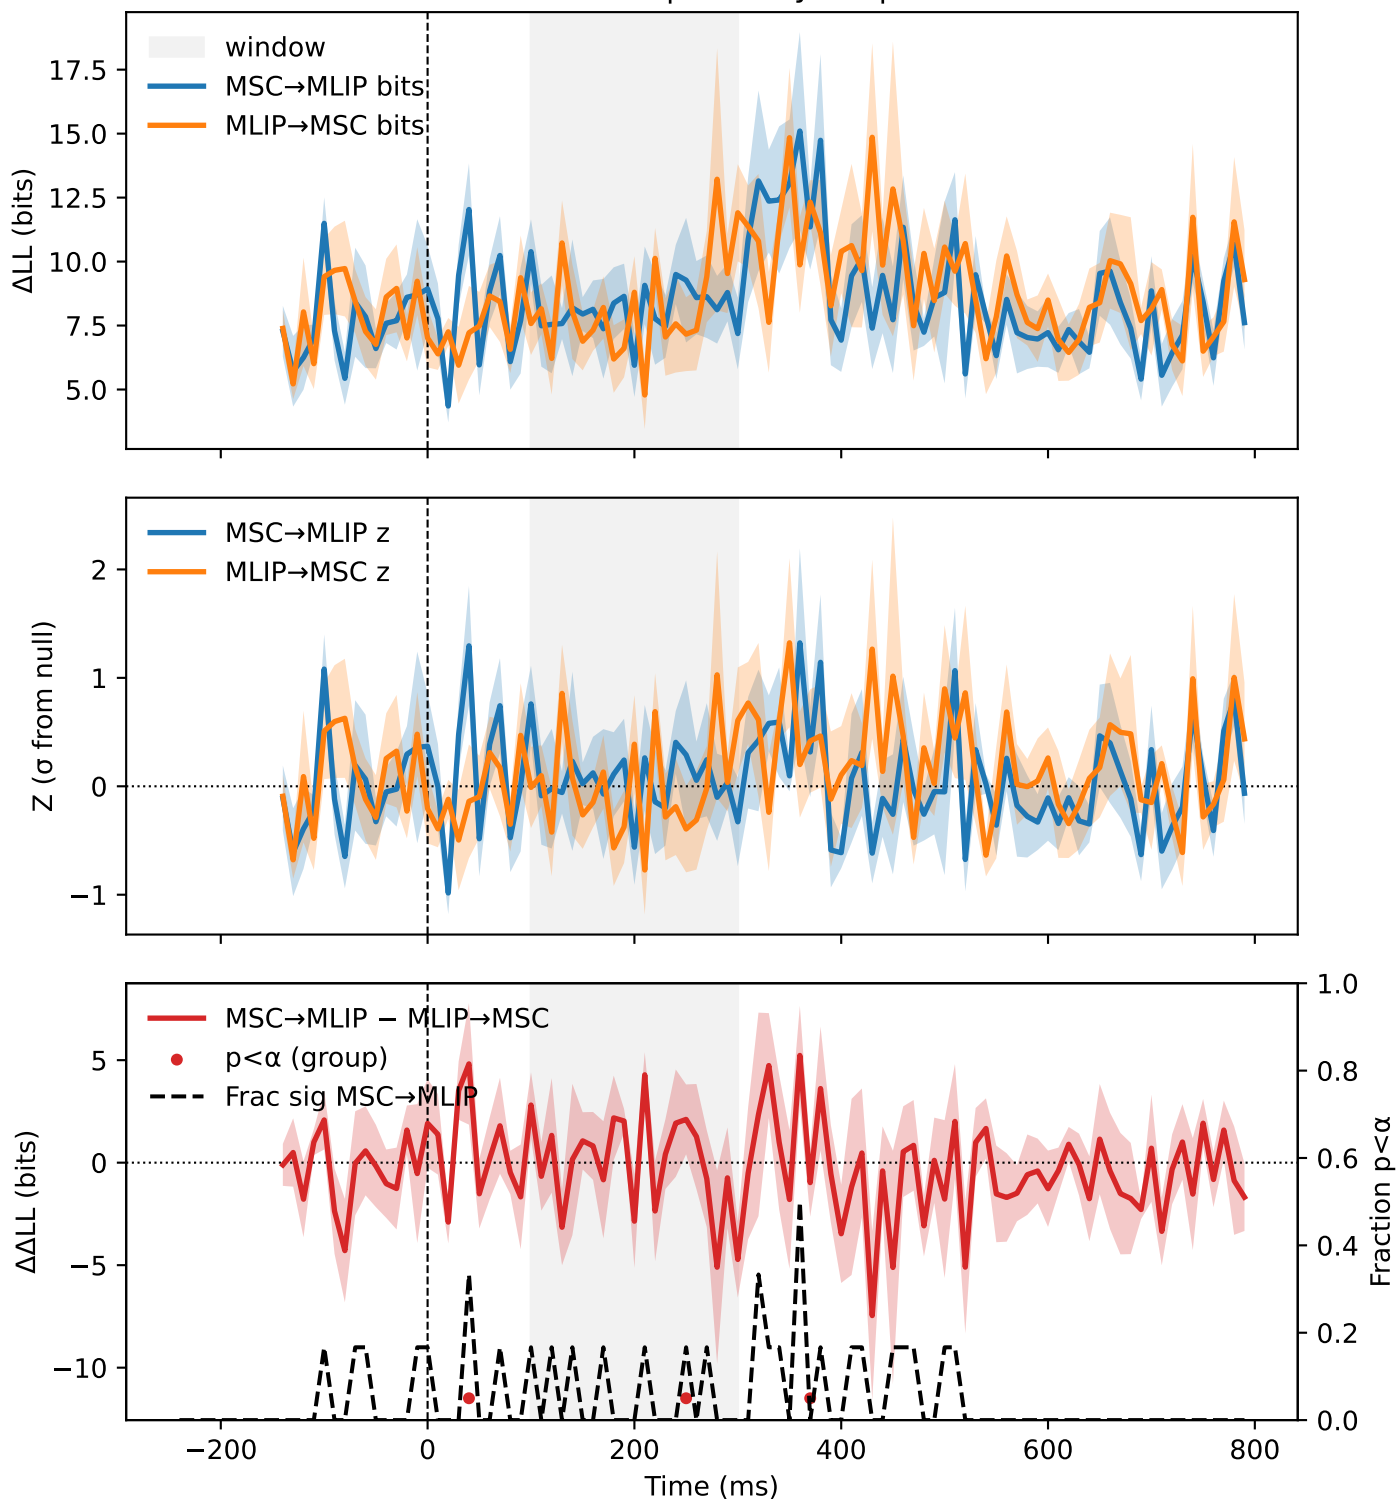 window
MSC→MLIP bits
MLIP→MSC bits
17.5
15.0
12.5
10.0
7.5
5.0
ΔLL (bits)
MSC→MLIP z
MLIP→MSC z
2
1
0
−1
Z (σ from null)
MSC→MLIP − MLIP→MSC
p<α (group)
Frac sig MSC→MLIP
5
0
−5
−10
ΔΔLL (bits)
1.0
0.8
0.6
0.4
0.2
0.0
Fraction p<α
−200
0
200
400
600
800
Time (ms)